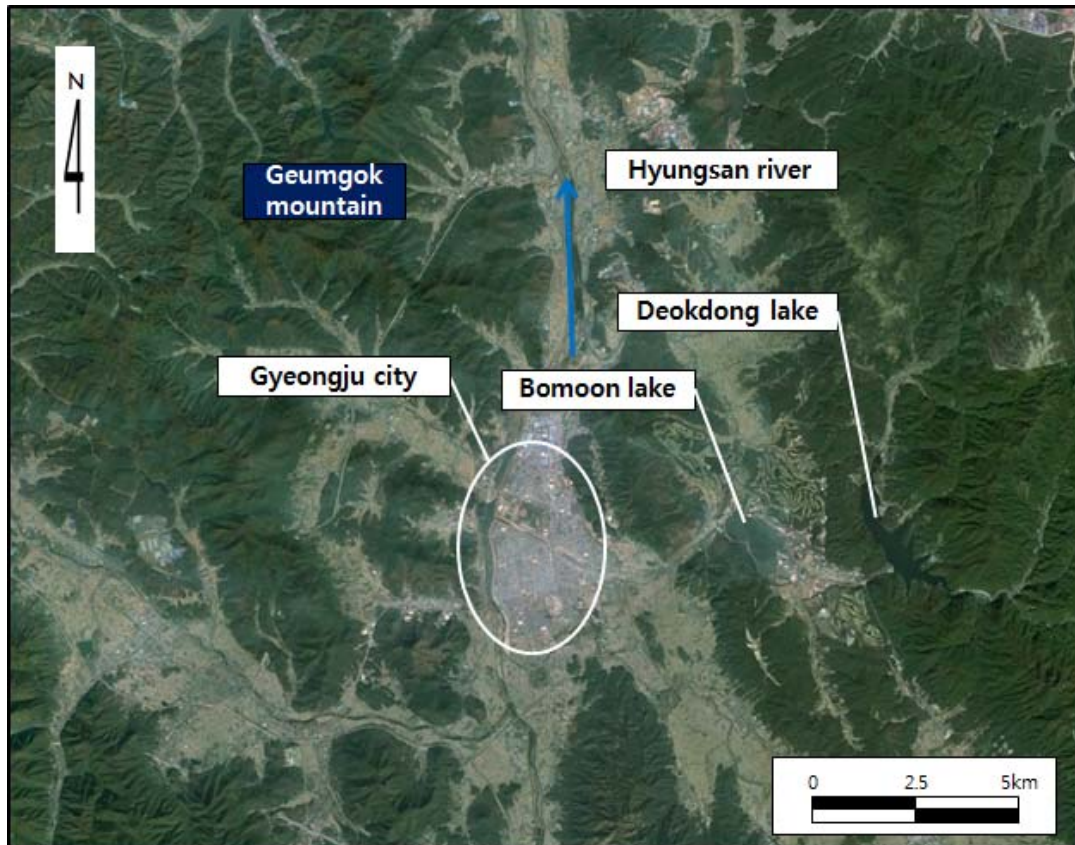 N
Geumgok
mountain
Hyungsan river
Deokdong lake
Gyeongju city
Bomoon lake
0 2.5 5km